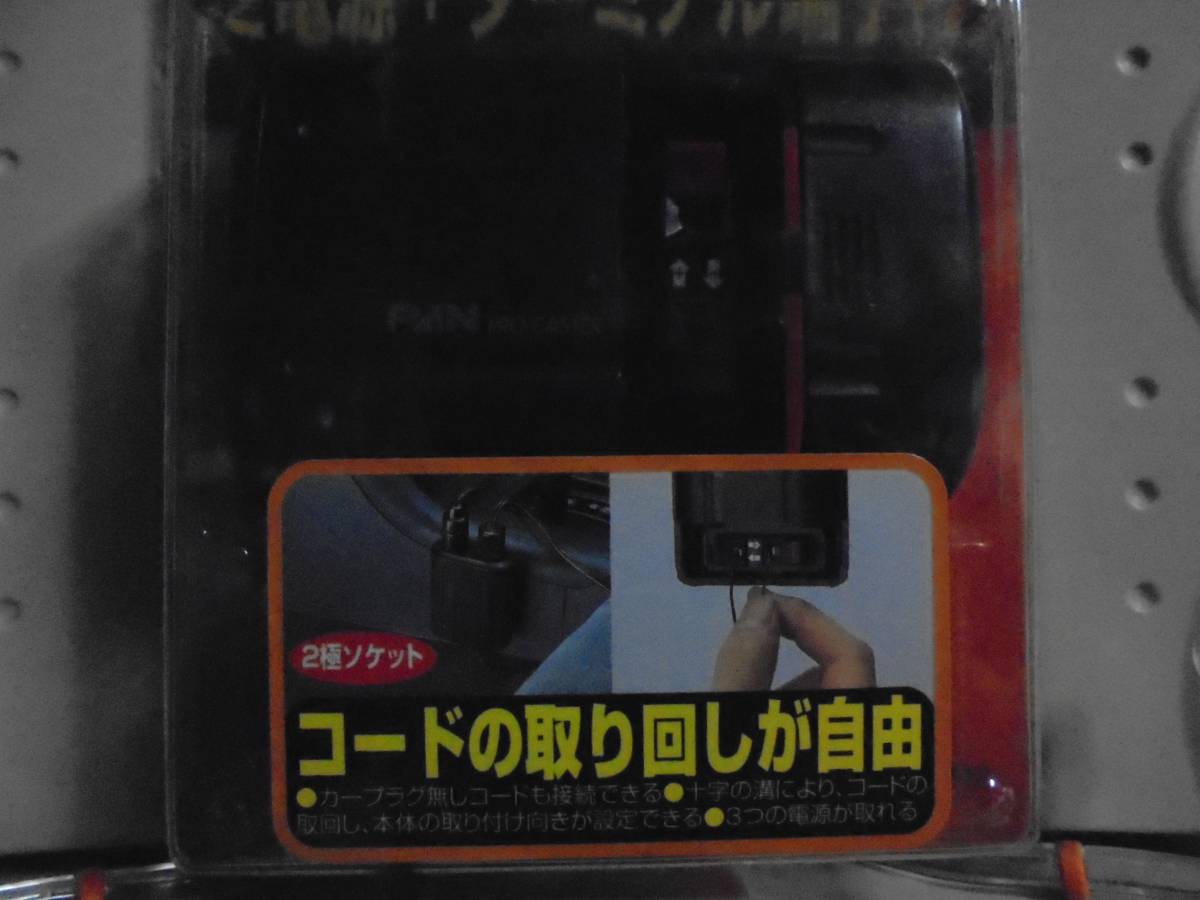 2極ソケット
コードの取り回しが自由
●カープラグ無しコードも接続できる●十字の溝により、コードの
取回し、本体の取り付け向きが設定できる●3つの電源が取れる